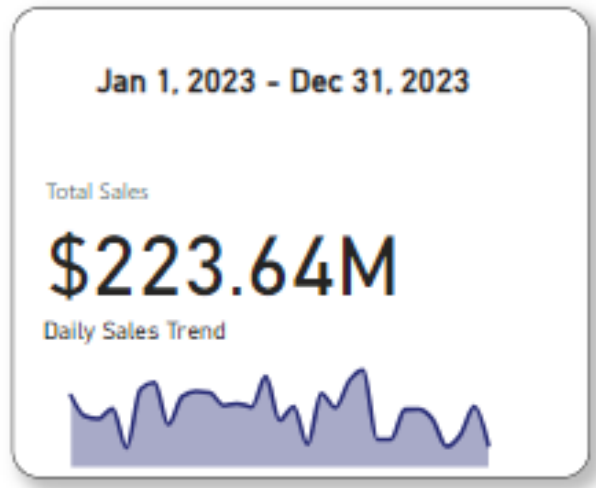 Jan 1, 2023 - Dec 31, 2023
Total Sales
$223.64M
Daily Sales Trend